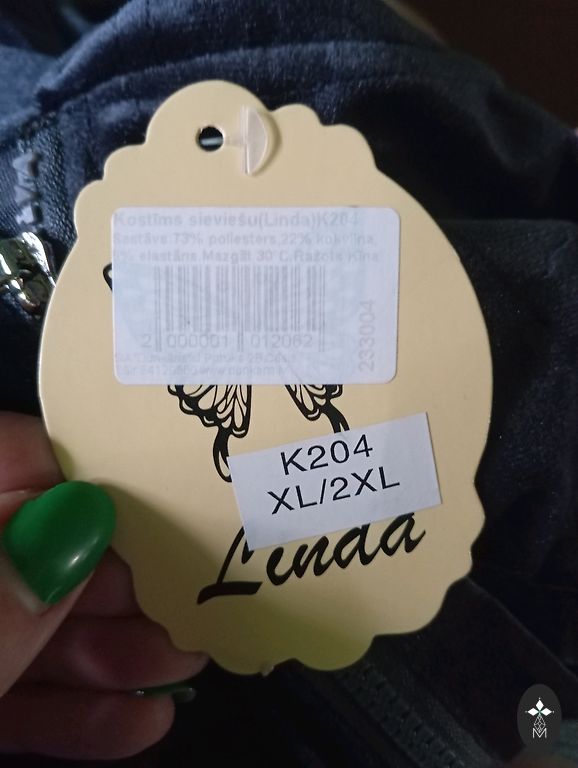 Kostīms sieviešu(Linda)K204
Sastāvs:73% poliesters,22% kokvilna,
5% elastāns.Mazgāt 30°C.Ražots Ķīna
2 000001 012062
233004
K204
XL/2XL
Linda
M